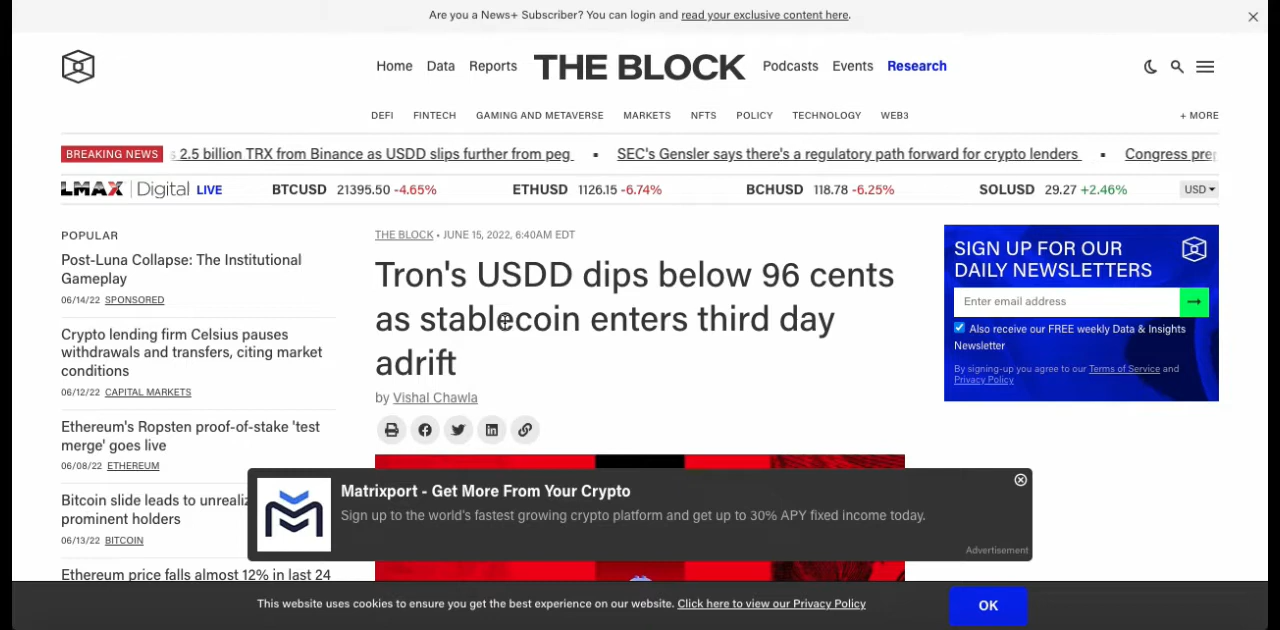 Are you a News+ Subscriber? You can login and read your exclusive content here.
Home Data Reports THE BLOCK Podcasts Events Research
DEFI FINTECH GAMING AND METAVERSE MARKETS NFTS POLICY TECHNOLOGY WEB3 + MORE
BREAKING NEWS 2.5 billion TRX from Binance as USDD slips further from peg ▪ SEC's Gensler says there's a regulatory path forward for crypto lenders ▪ Congress
LMAX Digital LIVE BTCUSD 21395.50 -4.65% ETHUSD 1126.15 -6.74% BCHUSD 118.78 -6.25% SOLUSD 29.27 +2.46% USD
POPULAR
Post-Luna Collapse: The Institutional
Gameplay
06/14/22 SPONSORED
Crypto lending firm Celsius pauses
withdrawals and transfers, citing market
conditions
06/12/22 CAPITAL MARKETS
Ethereum's Ropsten proof-of-stake 'test
merge' goes live
06/08/22 ETHEREUM
Bitcoin slide leads to
prominent holders
06/13/22 BITCOIN
Ethereum price falls almost 12% in last 24
THE BLOCK • JUNE 15, 2022, 6:40AM EDT
Tron's USDD dips below 96 cents
as stablecoin enters third day
adrift
by Vishal Chawla
SIGN UP FOR OUR
DAILY NEWSLETTERS
Enter email address
Also receive our FREE weekly Data & Insights
Newsletter
By signing-up you agree to our Terms of Service and
Privacy Policy
Matrixport - Get More From Your Crypto
Sign up to the world's fastest growing crypto platform and get up to 30% APY fixed income today.
Advertisement
This website uses cookies to ensure you get the best experience on our website. Click here to view our Privacy Policy
OK